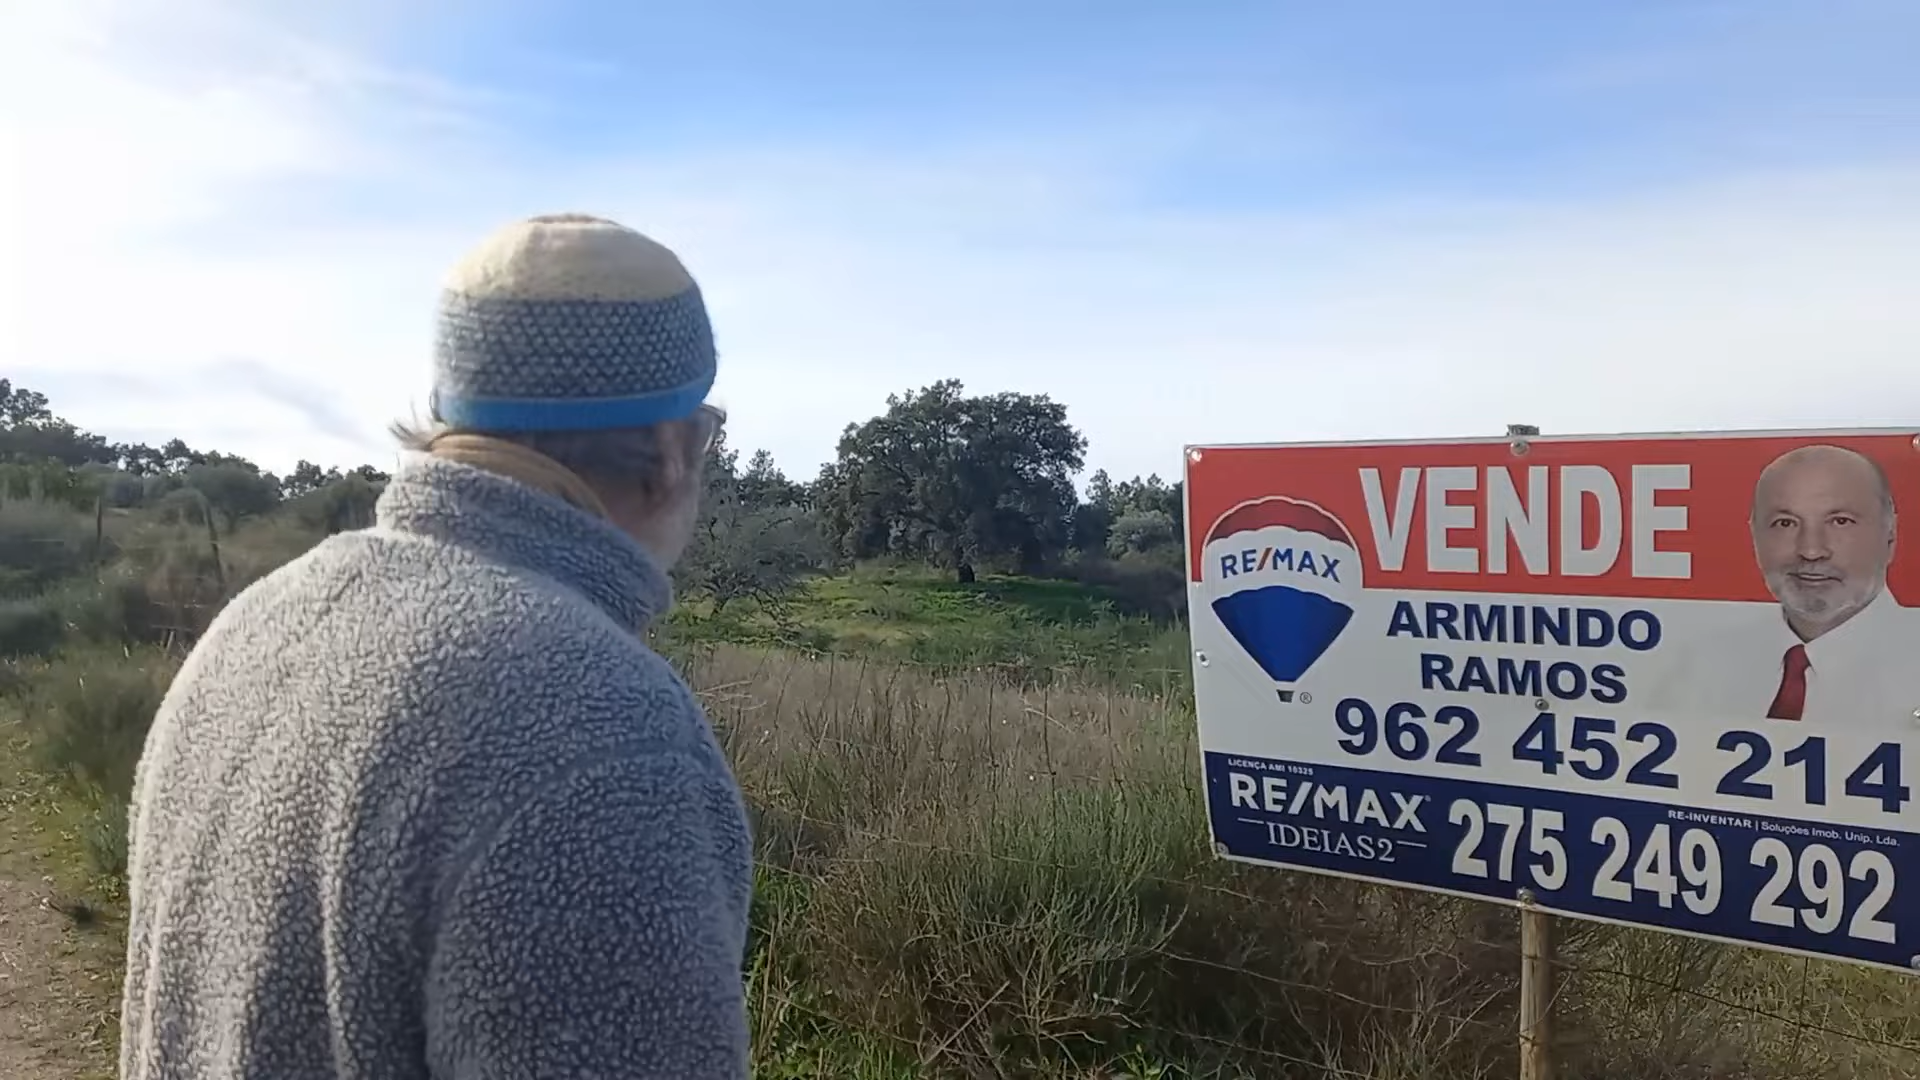 VENDE
RE/MAX
ARMINDO
RAMOS
®
962 452 214
LICENÇA AMI 10325
RE/MAX
IDEIAS2
RE-INVENTAR | Soluções Imob. Unip. Lda.
275 249 292